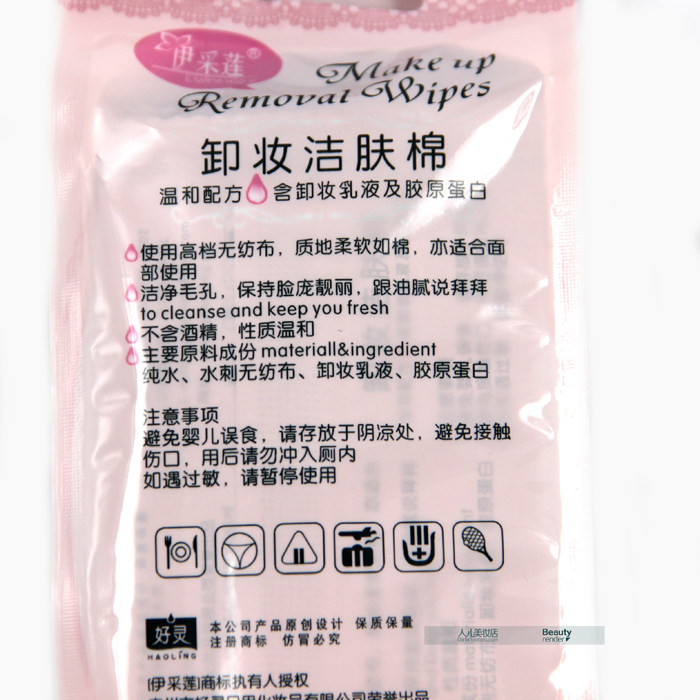 伊采莲®
Make up
Removal Wipes
卸妆洁肤棉
温和配方 含卸妆乳液及胶原蛋白
使用高档无纺布，质地柔软如棉，亦适合面
部使用
洁净毛孔，保持脸庞靓丽，跟油腻说拜拜
to cleanse and keep you fresh
不含酒精，性质温和
主要原料成份 materiall&ingredient
纯水、水刺无纺布、卸妆乳液、胶原蛋白
注意事项
避免婴儿误食，请存放于阴凉处，避免接触
伤口，用后请勿冲入厕内
如遇过敏，请暂停使用
好灵
HAOLING
本公司产品原创设计 保质保量
注册商标 仿冒必究
人儿美妆店
Beauty
render
[伊采莲]商标执有人授权